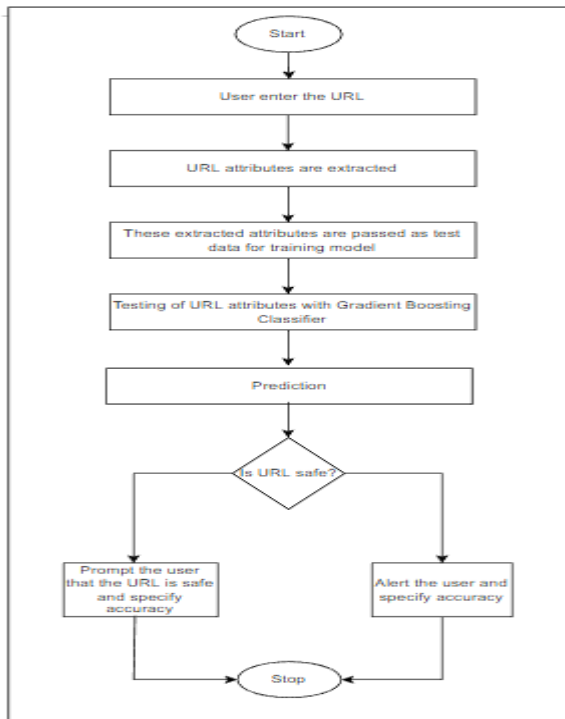 Start
User enter the URL
URL attributes are extracted
These extracted attributes are passed as test
data for training model
Testing of URL attributes with Gradient Boosting
Classifier
Prediction
Is URL safe?
Prompt the user
that the URL is safe
and specify
accuracy
Alert the user and
specify accuracy
Stop